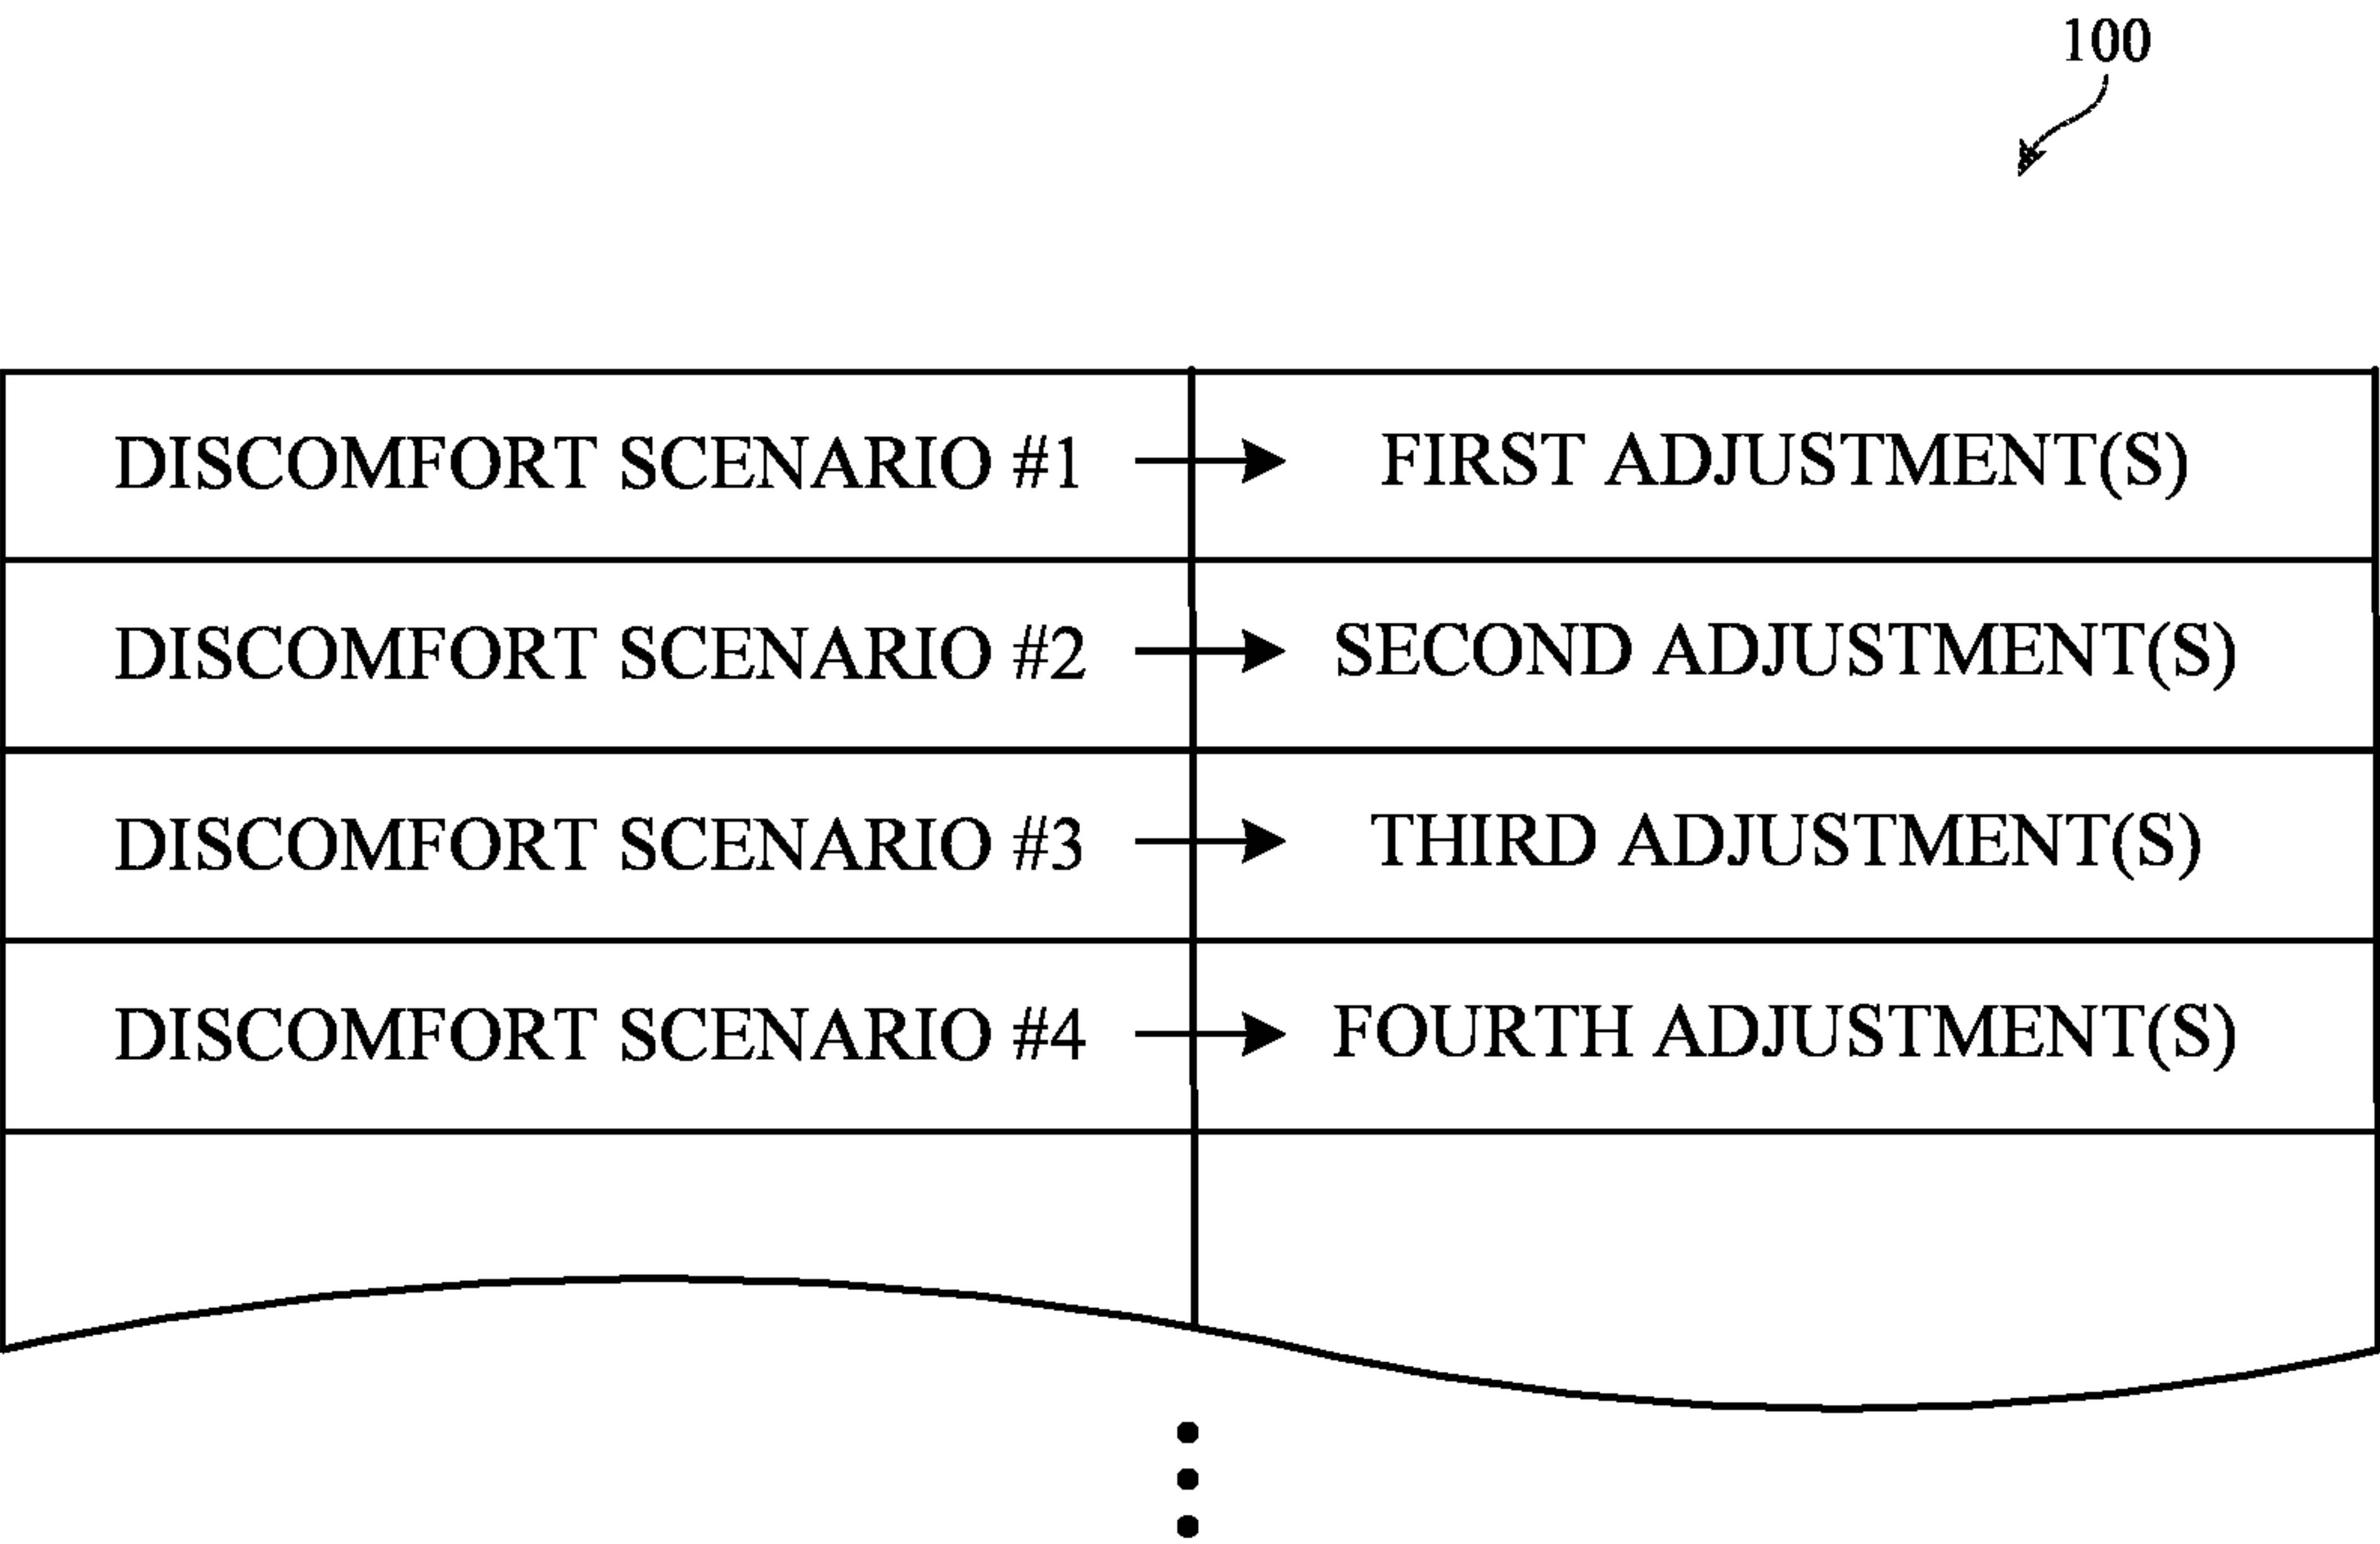 100
DISCOMFORT SCENARIO #1 FIRST ADJUSTMENT(S)
DISCOMFORT SCENARIO #2 SECOND ADJUSTMENT(S)
DISCOMFORT SCENARIO #3 THIRD ADJUSTMENT(S)
DISCOMFORT SCENARIO #4 FOURTH ADJUSTMENT(S)